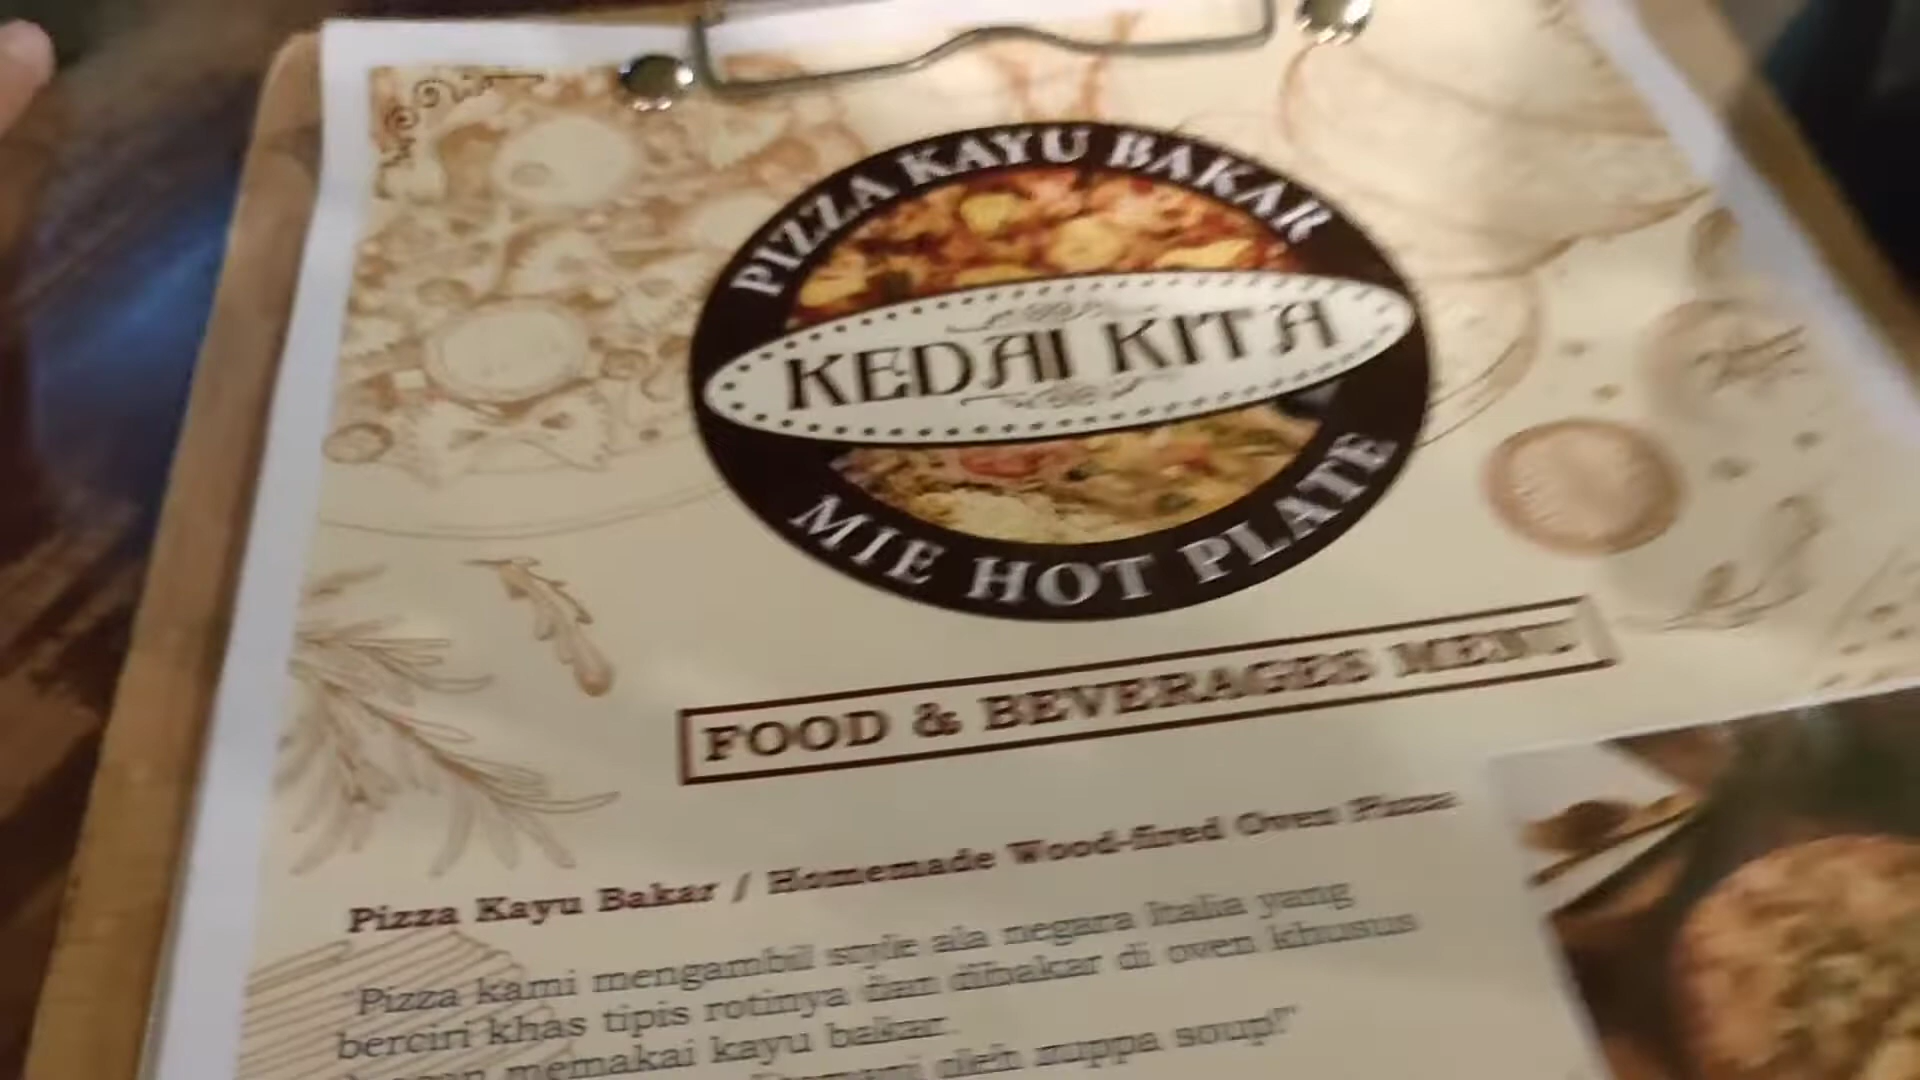 PIZZA KAYU BAKAR
KEDAI KITA
MIE HOT PLATE
FOOD & BEVERAGES MENU
Pizza Kayu Bakar / Homemade Wood-fired Oven Pizza
"Pizza kami mengambil style ala negara Italia yang
berciri khas tipis rotinya dan dibakar di oven khusus
memakai kayu bakar.
oleh zuppa soup!"